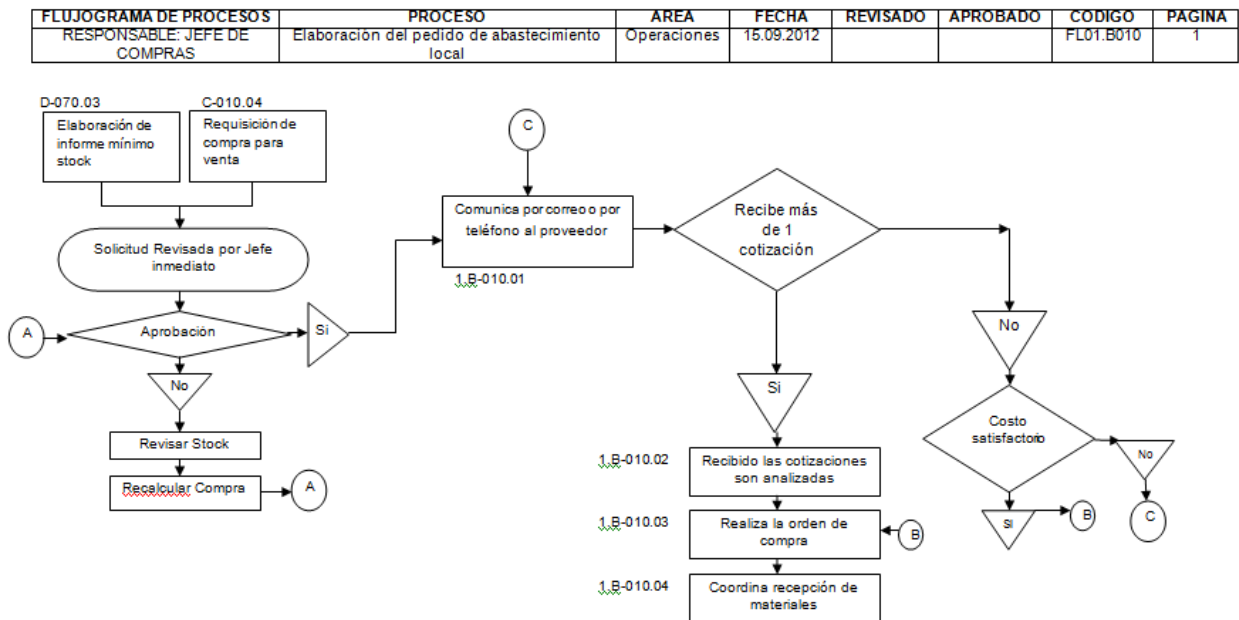 FLUJOGRAMA DE PROCESOS PROCESO AREA FECHA REVISADO APROBADO CODIGO PAGINA
RESPONSABLE: JEFE DE
COMPRAS
Elaboración del pedido de abastecimiento
local
Operaciones
15.09.2012
FL01.B010
1
D-070.03
Elaboración de
informe mínimo
stock
C-010.04
Requisición de
compra para
venta
Solicitud Revisada por Jefe
inmediato
A
Aprobación
Si
No
Revisar Stock
Recalcular Compra
A
C
Comunica por correo o por
teléfono al proveedor
1.B-010.01
Recibe más
de 1
cotización
Si
1.B-010.02
Recibido las cotizaciones
son analizadas
1.B-010.03
Realiza la orden de
compra
B
1.B-010.04
Coordina recepción de
materiales
No
Costo
satisfactorio
No
C
SI
B